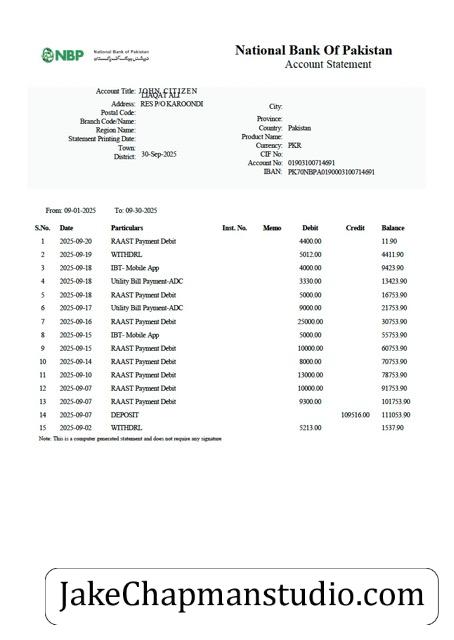 NBP
National Bank of Pakistan
نیشنل بینک آف پاکستان
National Bank Of Pakistan
Account Statement
Account Title: JOHN CITIZEN
LIAQAT ALI
Address: RES P/O KAROONDI
Postal Code:
Branch Code/Name:
Region Name:
Statement Printing Date:
Town:
District: 30-Sep-2025
City:
Province:
Country: Pakistan
Product Name:
Currency: PKR
CIF No:
Account No: 01903100714691
IBAN: PK70NBPA0190003100714691
From: 09-01-2025 To: 09-30-2025
S.No. Date Particulars Inst. No. Memo Debit Credit Balance
1 2025-09-20 RAAST Payment Debit 4400.00 11.90
2 2025-09-19 WITHDRL 5012.00 4411.90
3 2025-09-18 IBT- Mobile App 4000.00 9423.90
4 2025-09-18 Utility Bill Payment-ADC 3330.00 13423.90
5 2025-09-18 RAAST Payment Debit 5000.00 16753.90
6 2025-09-17 Utility Bill Payment-ADC 9000.00 21753.90
7 2025-09-16 RAAST Payment Debit 25000.00 30753.90
8 2025-09-15 IBT- Mobile App 5000.00 55753.90
9 2025-09-15 RAAST Payment Debit 10000.00 60753.90
10 2025-09-14 RAAST Payment Debit 8000.00 70753.90
11 2025-09-10 RAAST Payment Debit 13000.00 78753.90
12 2025-09-07 RAAST Payment Debit 10000.00 91753.90
13 2025-09-07 RAAST Payment Debit 9300.00 101753.90
14 2025-09-07 DEPOSIT 109516.00 111053.90
15 2025-09-02 WITHDRL 5213.00 1537.90
Note: This is a computer generated statement and does not require any signature
JakeChapmanstudio.com